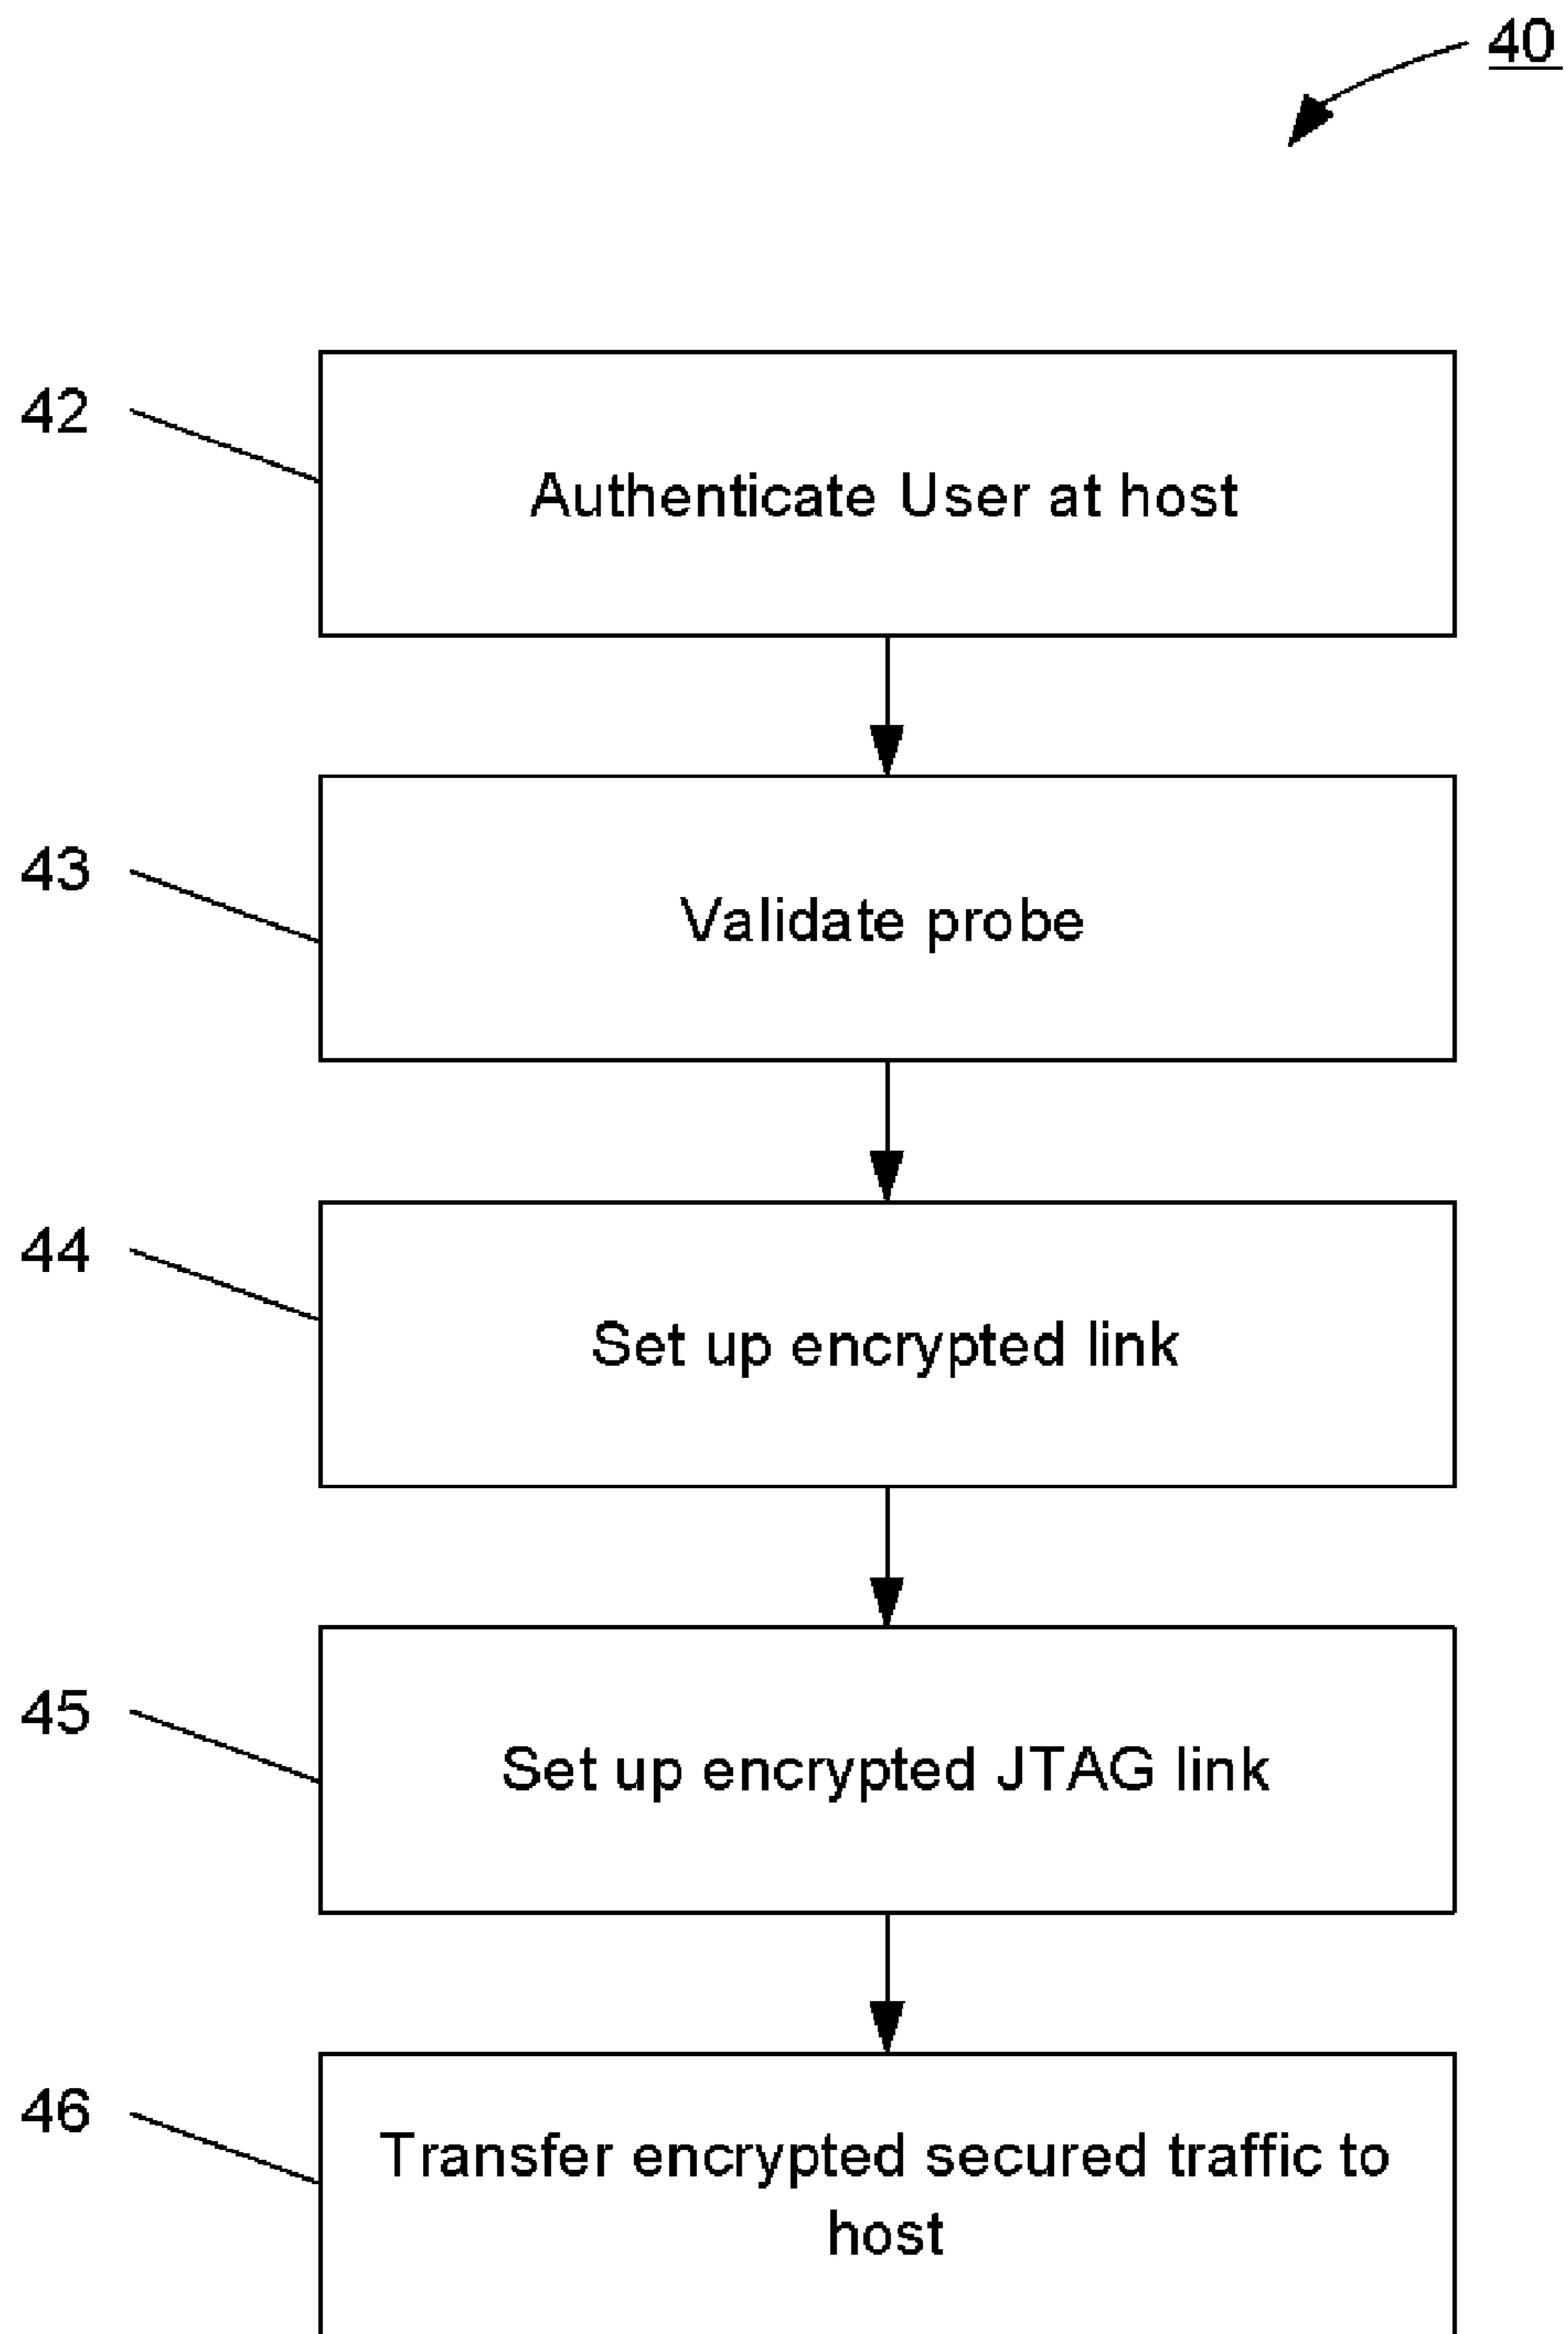 40
42
Authenticate User at host
43
Validate probe
44
Set up encrypted link
45
Set up encrypted JTAG link
46
Transfer encrypted secured traffic to
host